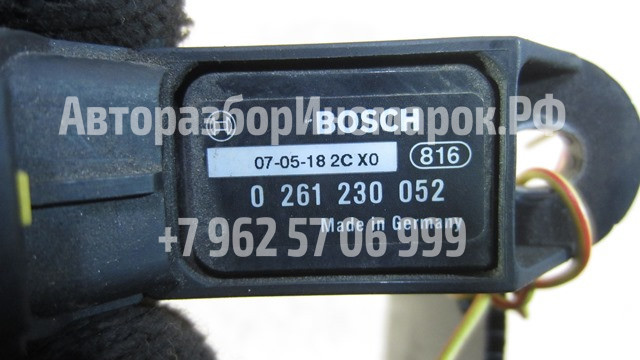 BOSCH
АвторазборИномарок.РФ
07-05-18 2C X0
816
0 261 230 052
Made in Germany
+7 962 57 06 999